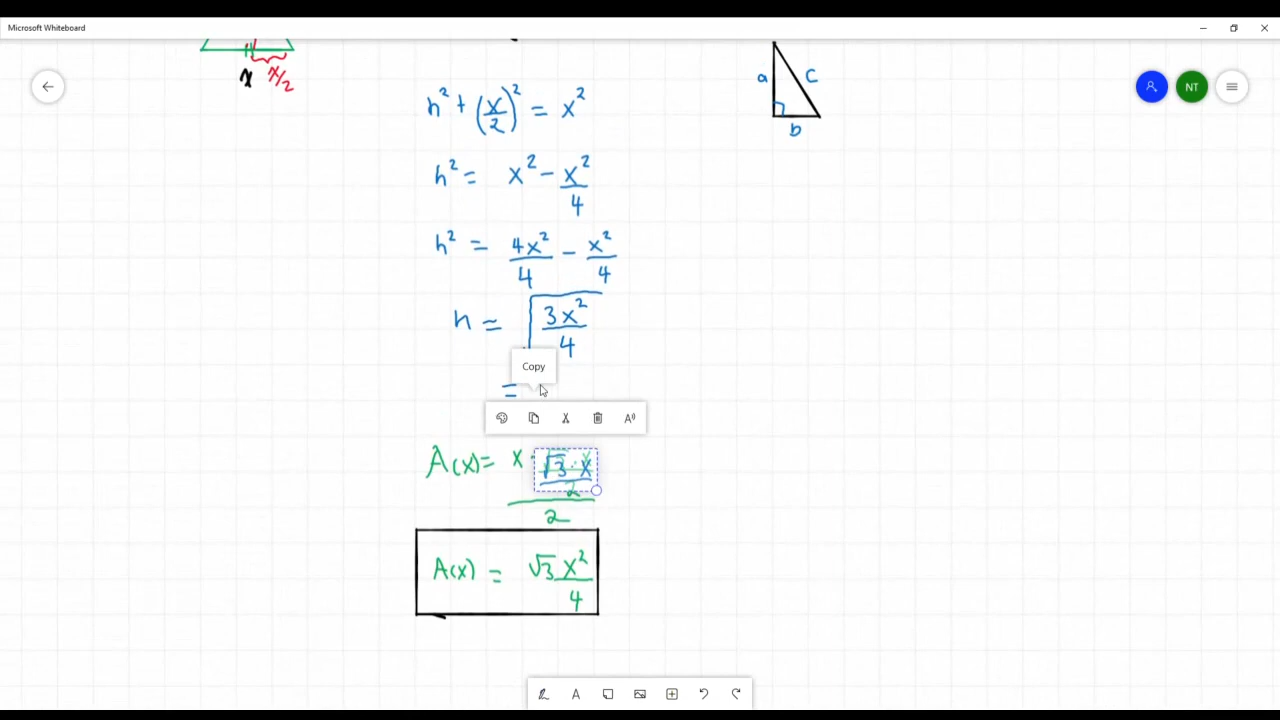 Microsoft Whiteboard
NT
x x/2
a c
b
h² + (x/2)² = x²
h² = x² - x²/4
h² = 4x²/4 - x²/4
h = √(3x²/4)
Copy
=
A(x) = x · (√3 · x/2)/2
A(x) = √3 x²/4